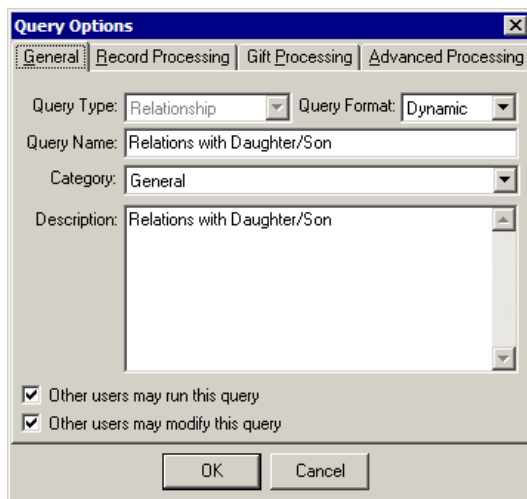 Query Options
General Record Processing Gift Processing Advanced Processing
Query Type: Relationship Query Format: Dynamic
Query Name: Relations with Daughter/Son
Category: General
Description: Relations with Daughter/Son
Other users may run this query
Other users may modify this query
OK Cancel